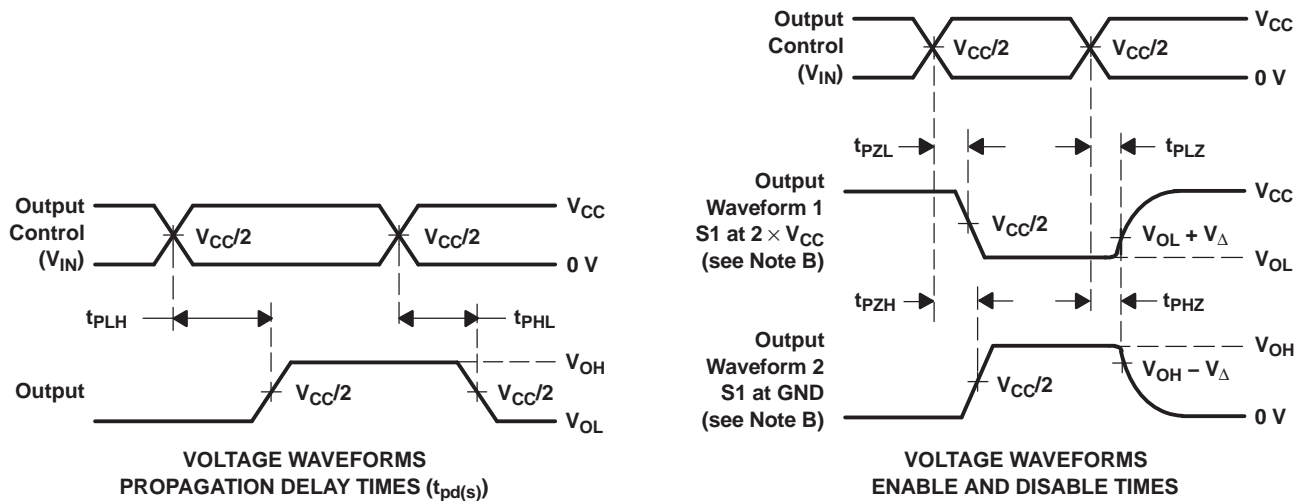 Output
Control
(VIN)
VCC/2
VCC/2
VCC
0 V
tPLH
tPHL
Output
VCC/2
VCC/2
VOH
VOL
VOLTAGE WAVEFORMS
PROPAGATION DELAY TIMES (tpd(s))
Output
Control
(VIN)
VCC/2
VCC/2
VCC
0 V
tPZL
tPLZ
Output
Waveform 1
S1 at 2 × VCC
(see Note B)
VCC/2
VCC
VOL + VΔ
VOL
tPZH
tPHZ
Output
Waveform 2
S1 at GND
(see Note B)
VCC/2
VOH
VOH − VΔ
0 V
VOLTAGE WAVEFORMS
ENABLE AND DISABLE TIMES